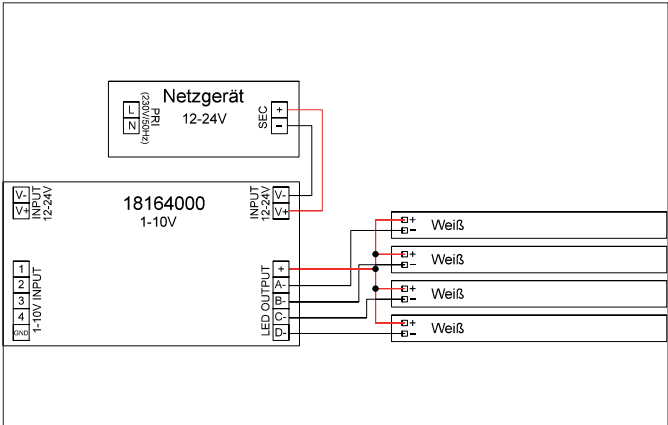 Netzgerät
12-24V
L
N
PRI
(230V/50Hz)
SEC
+
-
18164000
1-10V
V-
V+
INPUT
12-24V
INPUT
12-24V
V-
V+
1
2
3
4
GND
1-10V INPUT
LED OUTPUT
+
A-
B-
C-
D-
+
-
Weiß
+
-
Weiß
+
-
Weiß
+
-
Weiß